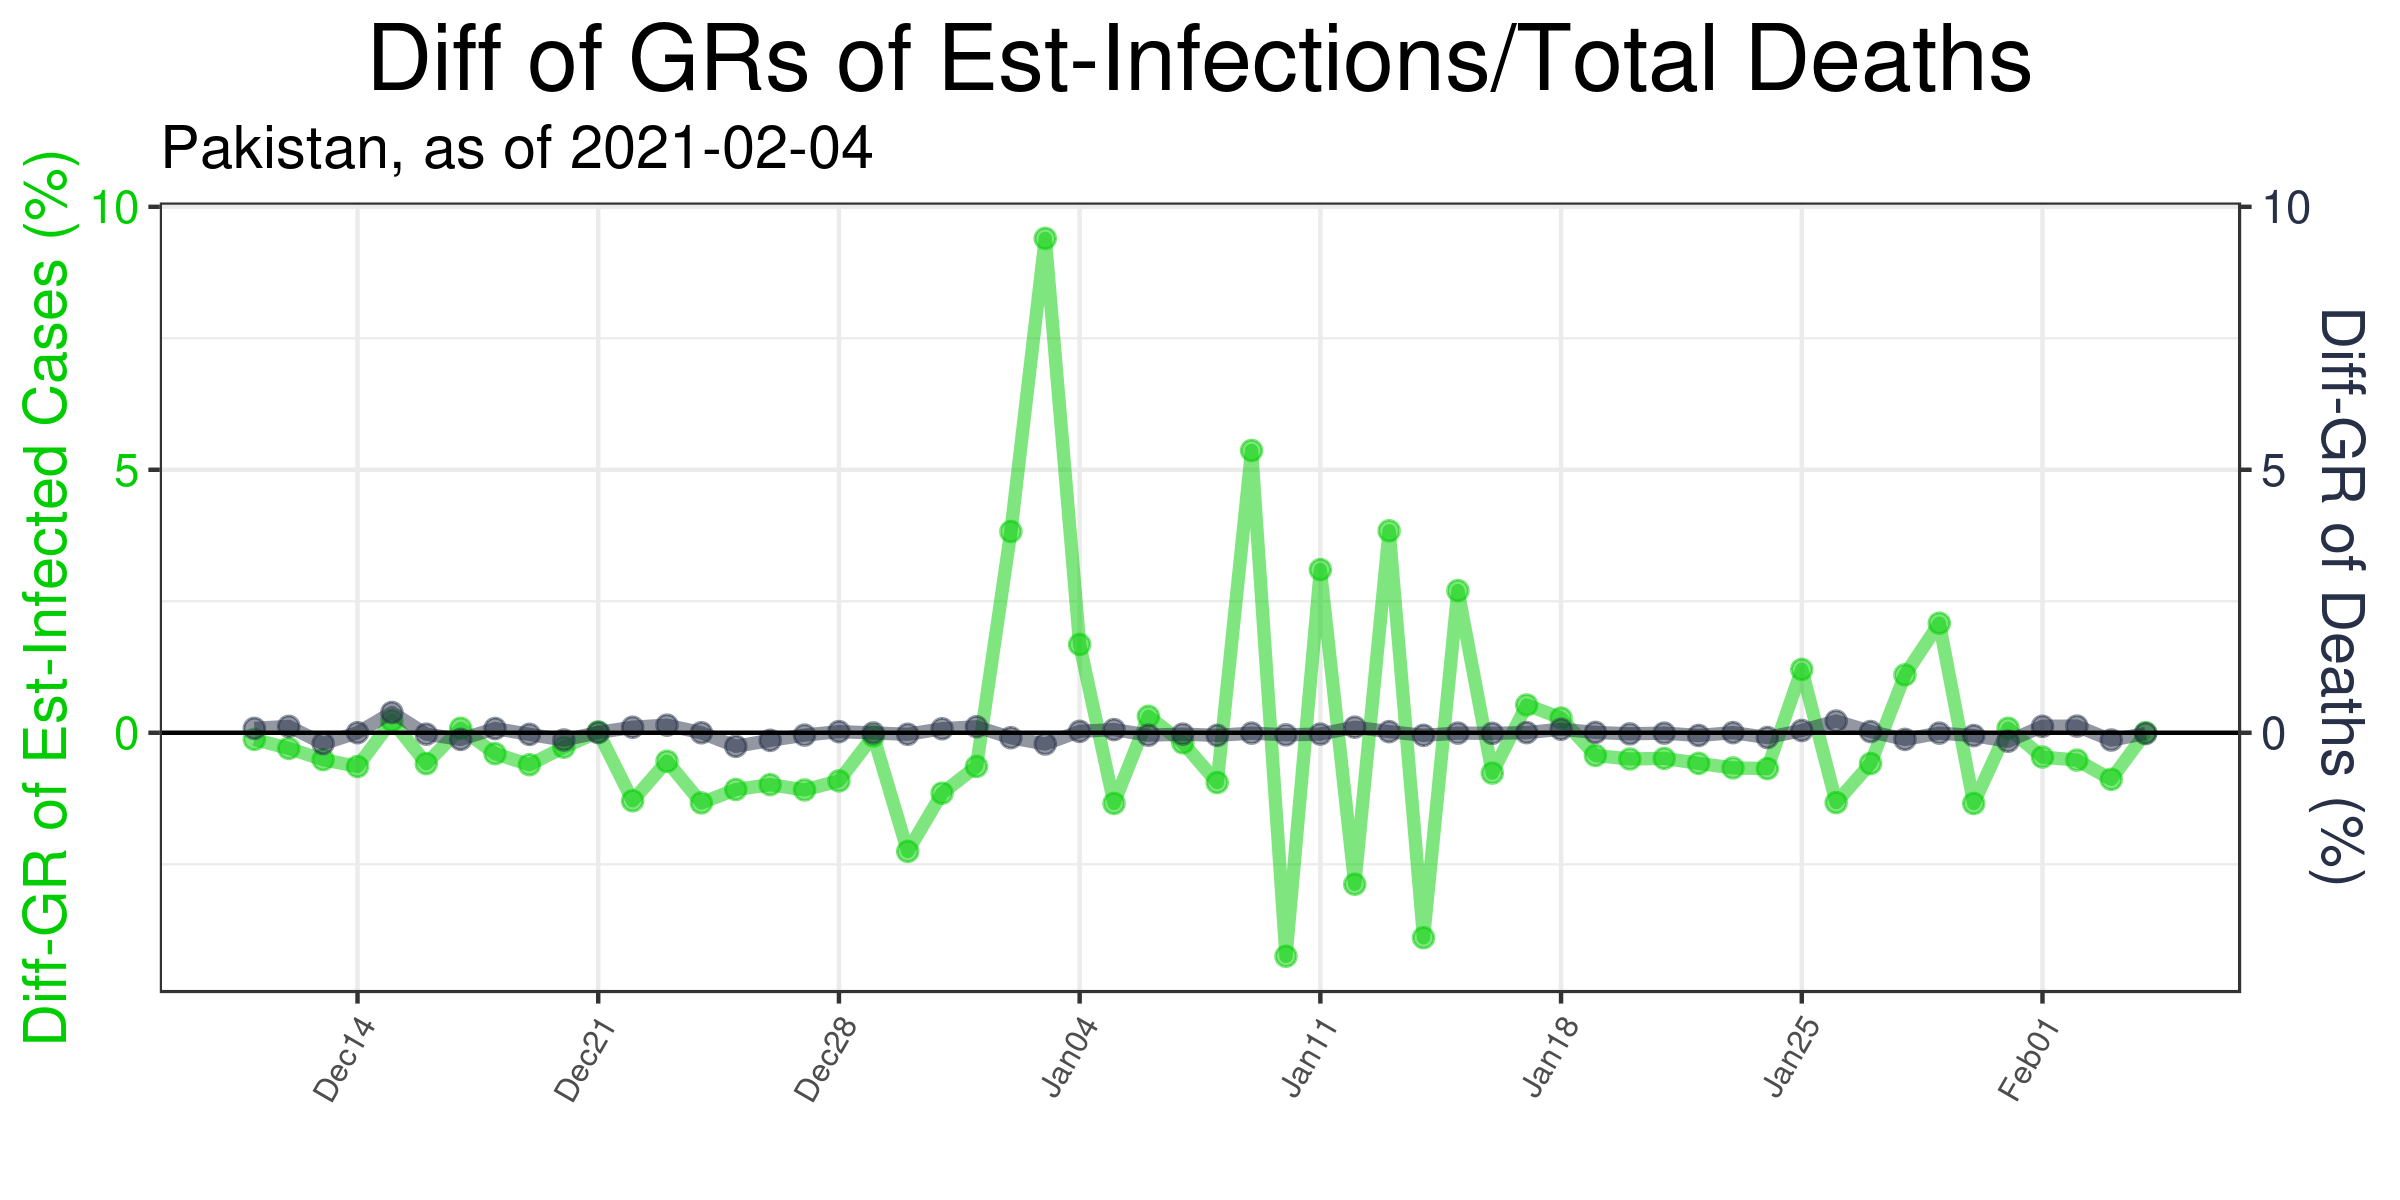 Diff of GRs of Est-Infections/Total Deaths
Pakistan, as of 2021-02-04
Diff-GR of Est-Infected Cases (%)
10
5
0
10
5
0
Diff-GR of Deaths (%)
Dec14
Dec21
Dec28
Jan04
Jan11
Jan18
Jan25
Feb01